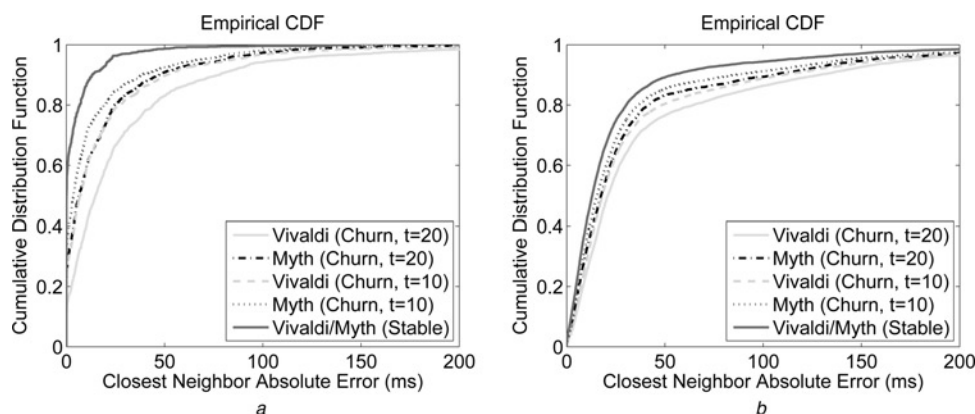 Empirical CDF
Cumulative Distribution Function
1
0.8
0.6
0.4
0.2
0
Vivaldi (Churn, t=20)
Myth (Churn, t=20)
Vivaldi (Churn, t=10)
Myth (Churn, t=10)
Vivaldi/Myth (Stable)
0 50 100 150 200
Closest Neighbor Absolute Error (ms)
a
Empirical CDF
Cumulative Distribution Function
1
0.8
0.6
0.4
0.2
0
Vivaldi (Churn, t=20)
Myth (Churn, t=20)
Vivaldi (Churn, t=10)
Myth (Churn, t=10)
Vivaldi/Myth (Stable)
0 50 100 150 200
Closest Neighbor Absolute Error (ms)
b